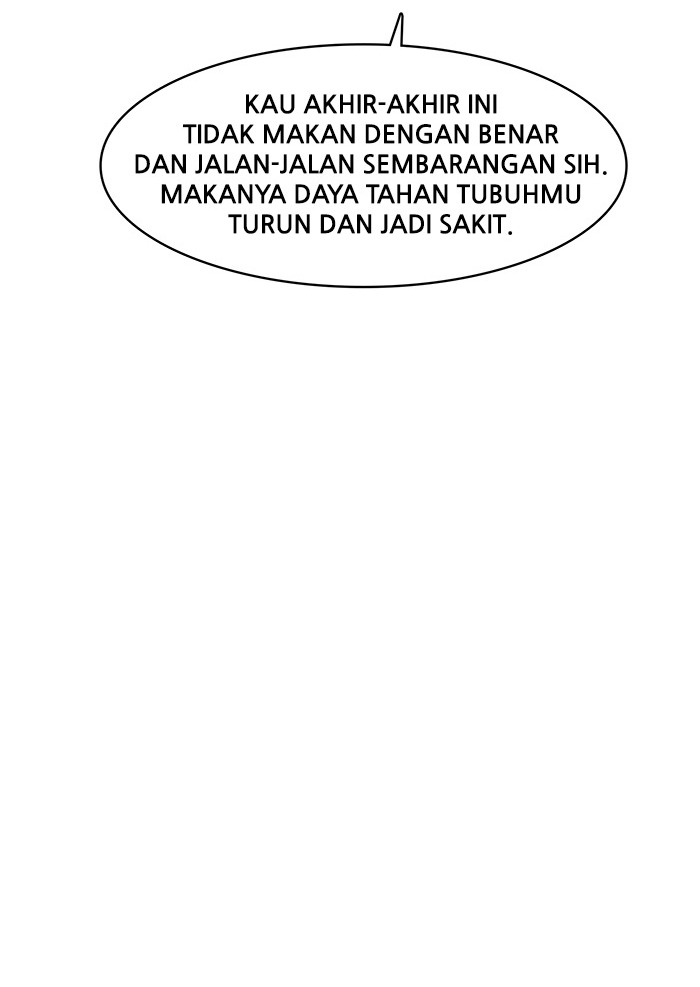 KAU AKHIR-AKHIR INI
TIDAK MAKAN DENGAN BENAR
DAN JALAN-JALAN SEMBARANGAN SIH.
MAKANYA DAYA TAHAN TUBUHMU
TURUN DAN JADI SAKIT.